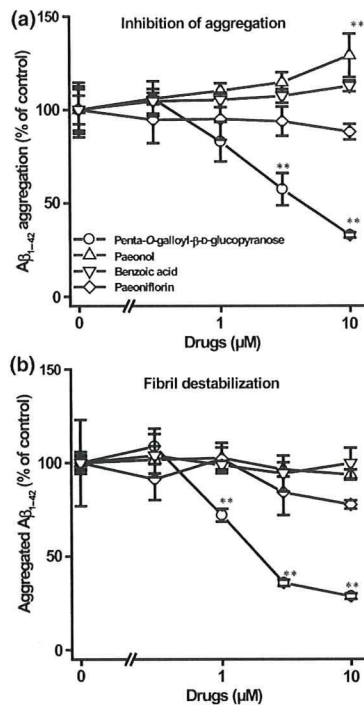 (a)
Inhibition of aggregation
Aβ1–42 aggregation (% of control)
150
**
100
**
50
**
Penta-O-galloyl-β-D-glucopyranose
Paeonol
Benzoic acid
Paeoniflorin
0
0
1
10
Drugs (μM)
(b)
150
Fibril destabilization
Aggregated Aβ1–42 (% of control)
100
**
50
**
**
0
0
1
10
Drugs (μM)